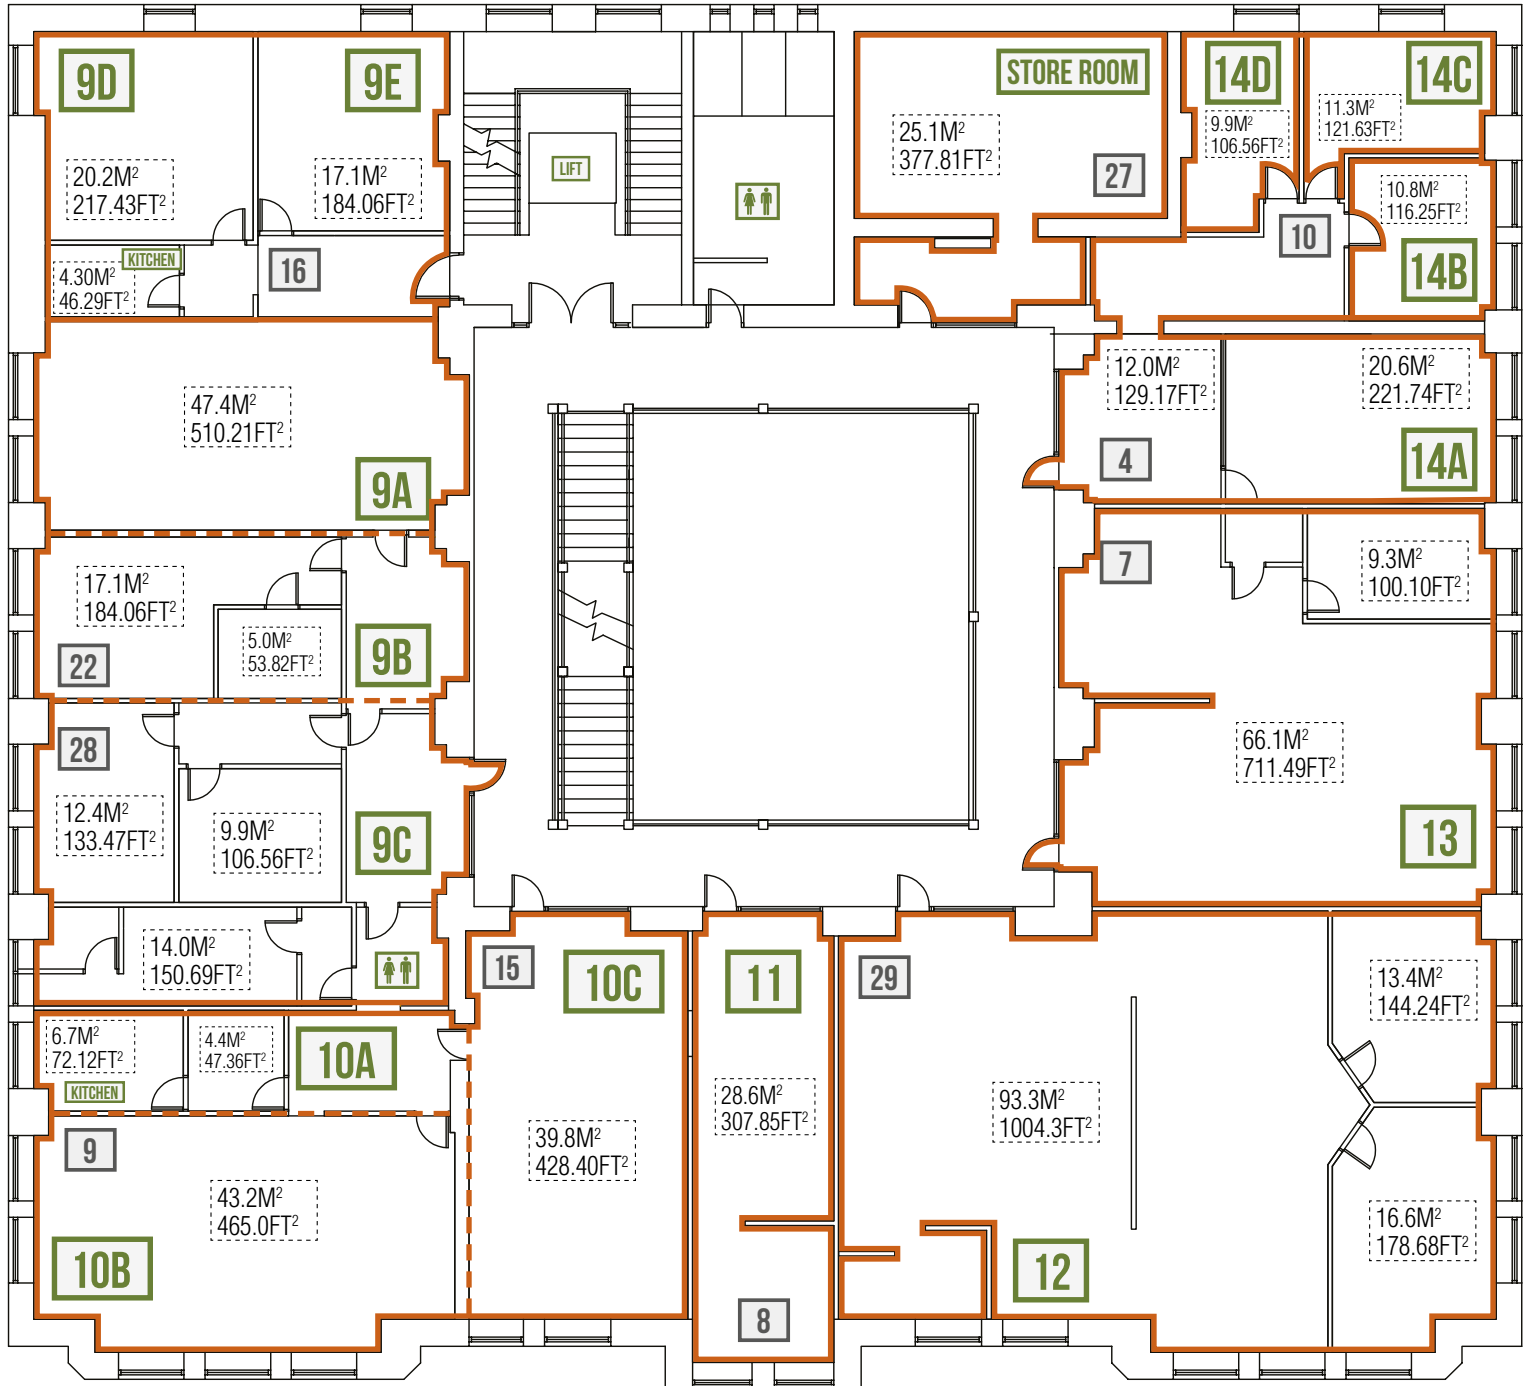 9D
20.2M²
217.43FT²
9E
17.1M²
184.06FT²
LIFT
STORE ROOM
25.1M²
377.81FT²
27
14D
9.9M²
106.56FT²
14C
11.3M²
121.63FT²
10.8M²
116.25FT²
14B
10
KITCHEN
4.30M²
46.29FT²
16
47.4M²
510.21FT²
9A
12.0M²
129.17FT²
4
20.6M²
221.74FT²
14A
17.1M²
184.06FT²
22
5.0M²
53.82FT²
9B
7
9.3M²
100.10FT²
28
12.4M²
133.47FT²
9.9M²
106.56FT²
9C
66.1M²
711.49FT²
13
14.0M²
150.69FT²
15
10C
11
29
13.4M²
144.24FT²
6.7M²
72.12FT²
KITCHEN
4.4M²
47.36FT²
10A
39.8M²
428.40FT²
28.6M²
307.85FT²
93.3M²
1004.3FT²
9
43.2M²
465.0FT²
10B
8
12
16.6M²
178.68FT²